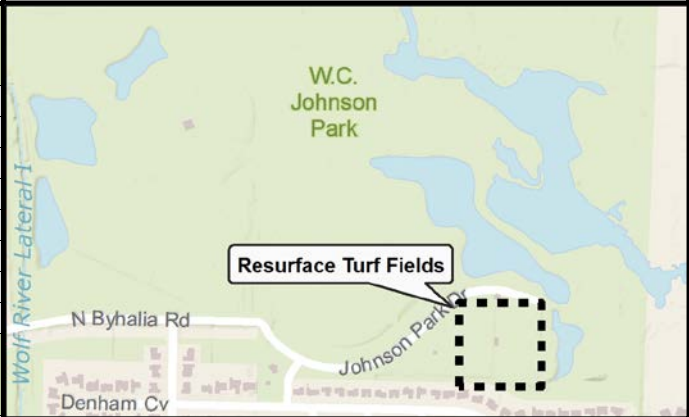 W.C.
Johnson
Park
Wolf River Lateral I
Resurface Turf Fields
N Byhalia Rd
Johnson Park Dr
Denham Cv